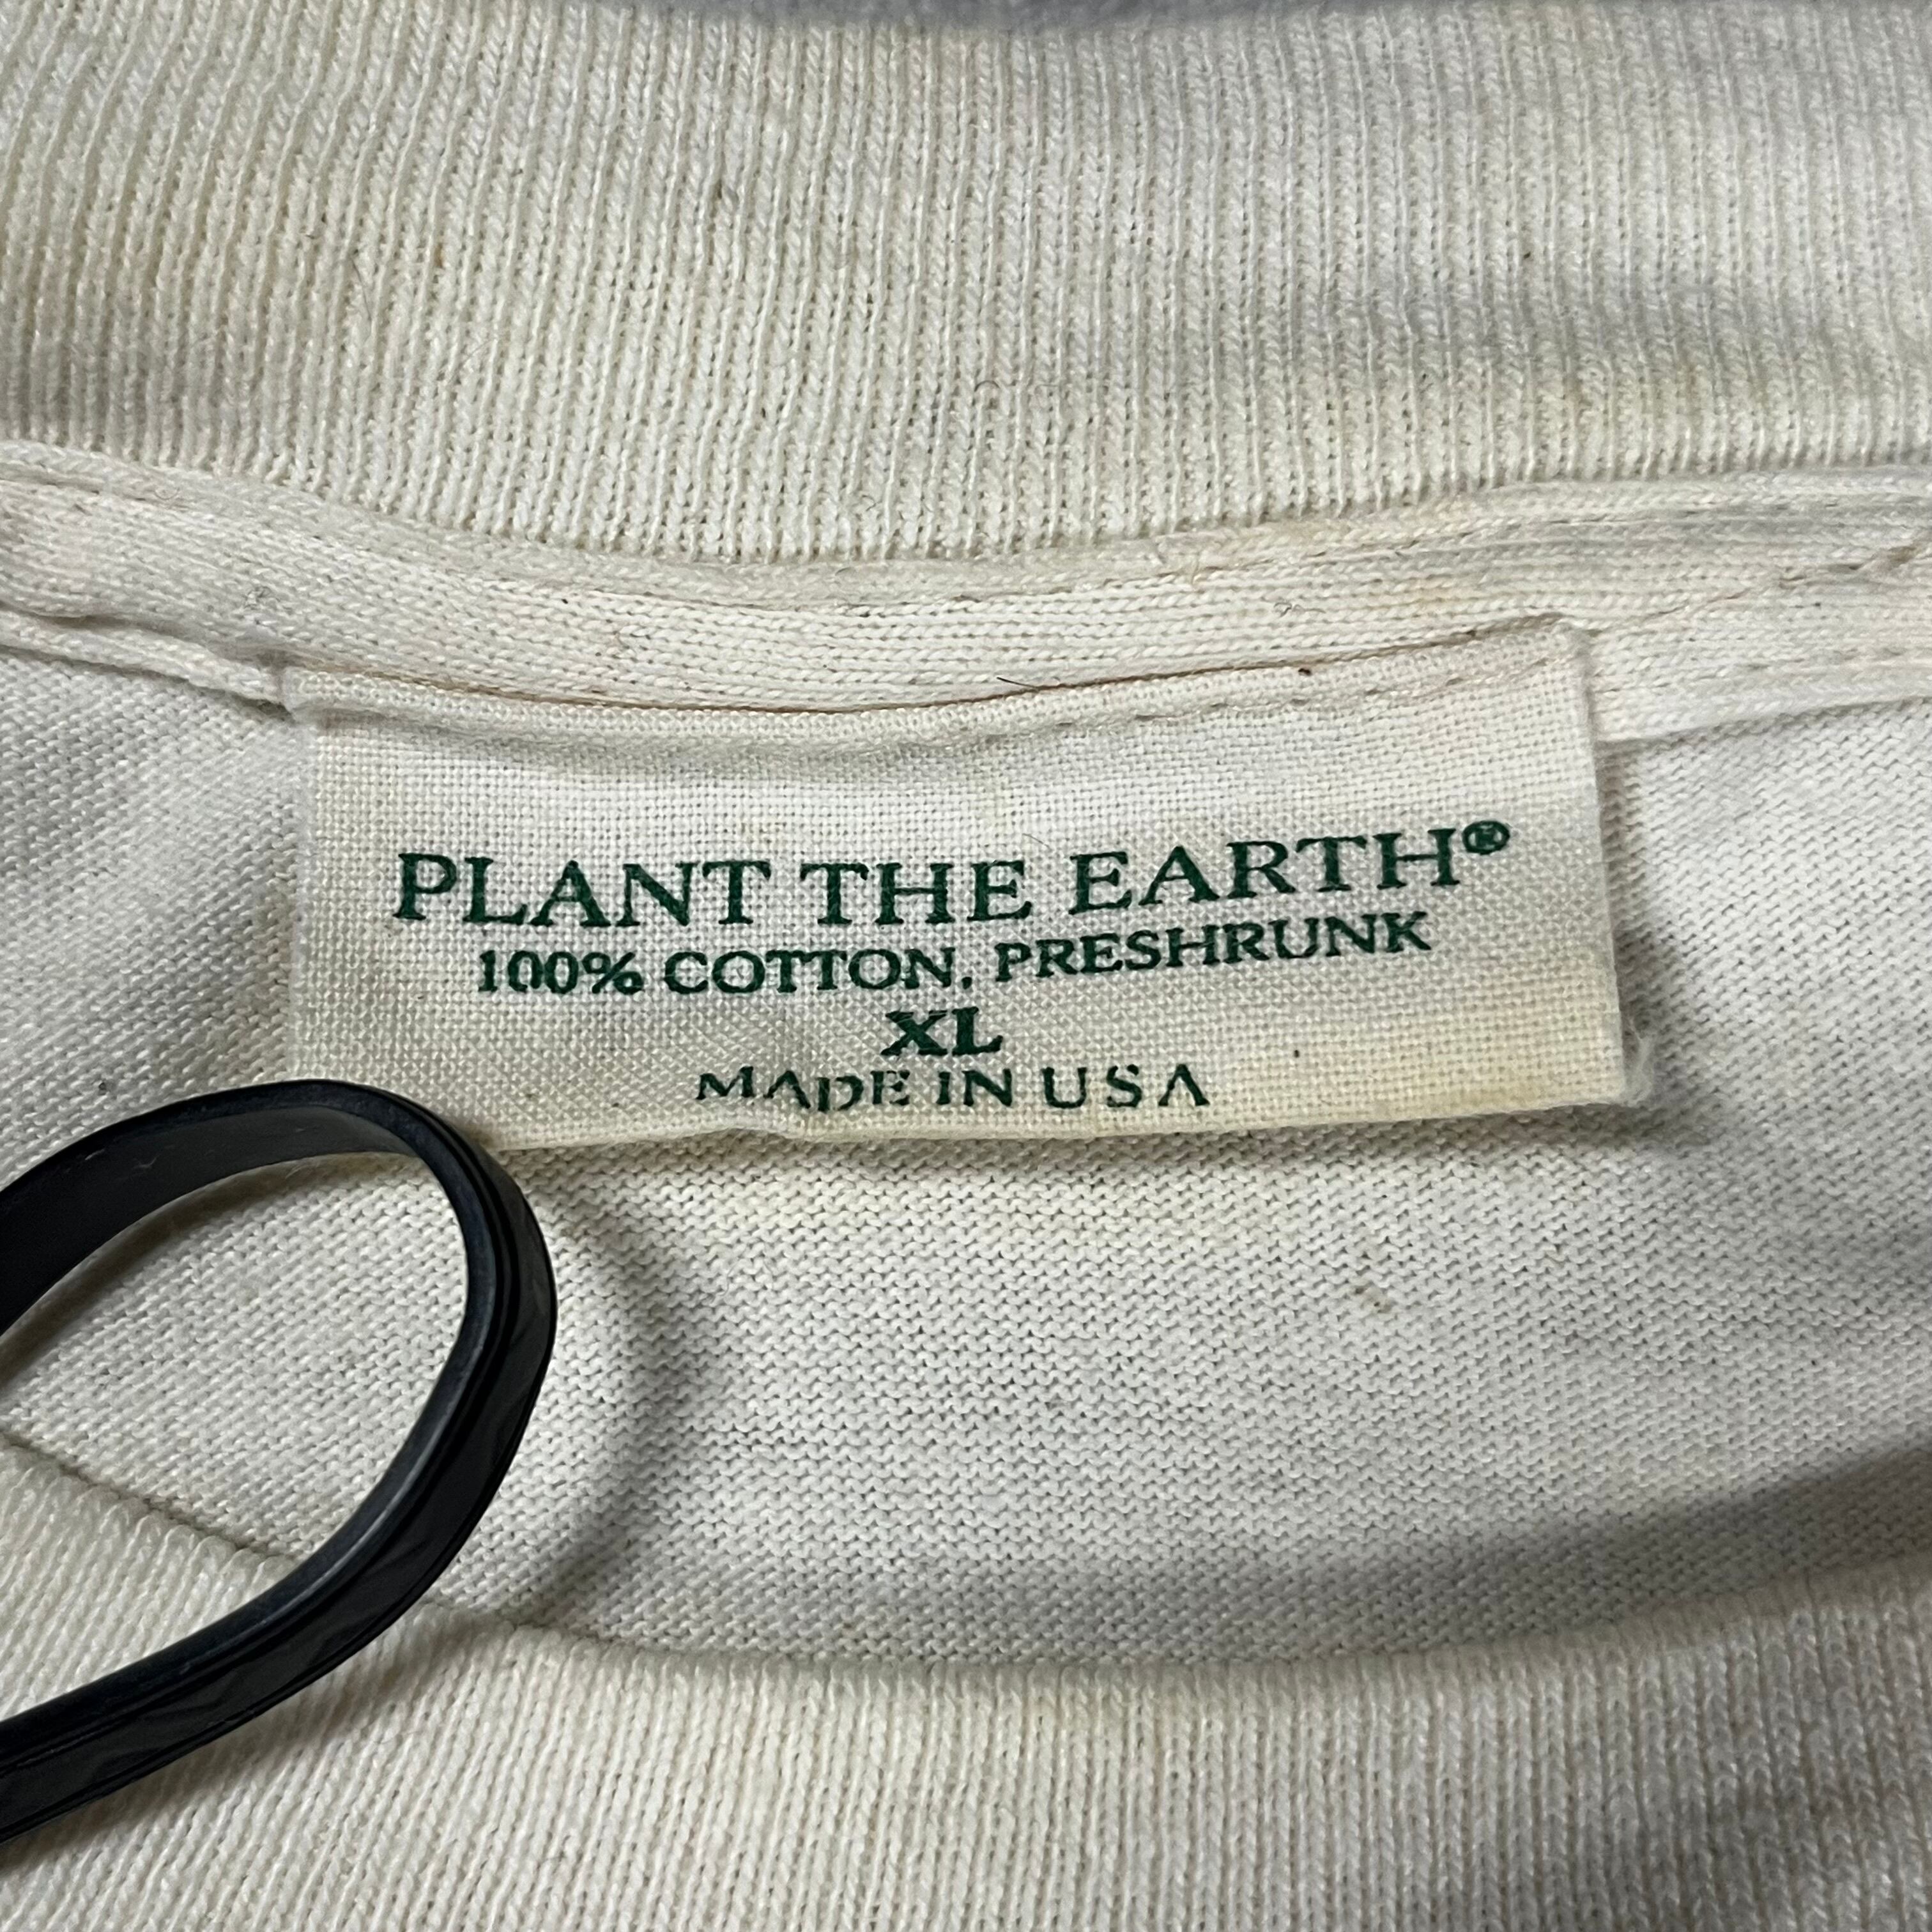 PLANT THE EARTH®
100% COTTON, PRESHRUNK
XL
MADE IN USA